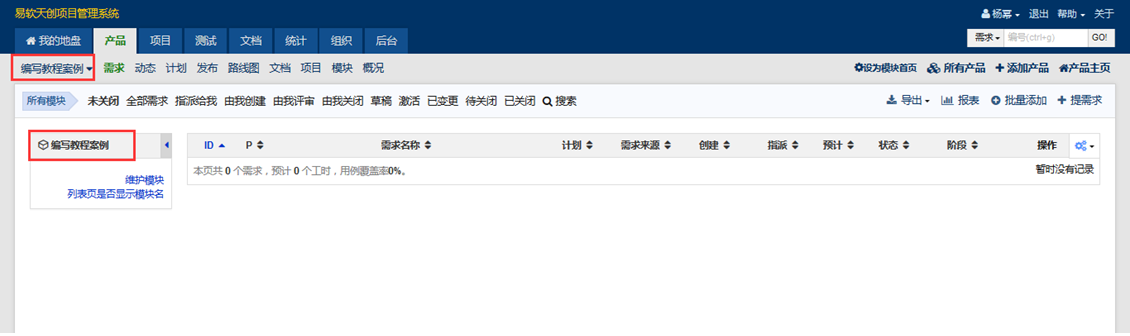 易软天创项目管理系统
杨幂 退出 帮助 关于
我的地盘 产品 项目 测试 文档 统计 组织 后台
需求 编号(ctrl+g) GO!
编写教程案例 需求 动态 计划 发布 路线图 文档 项目 模块 概况
设为模块首页 所有产品 添加产品 产品主页
所有模块 未关闭 全部需求 指派给我 由我创建 由我评审 由我关闭 草稿 激活 已变更 待关闭 已关闭 搜索
导出 报表 批量添加 提需求
编写教程案例
维护模块
列表页是否显示模块名
ID P 需求名称 计划 需求来源 创建 指派 预计 状态 阶段 操作
本页共 0 个需求，预计 0 个工时，用例覆盖率0%。
暂时没有记录